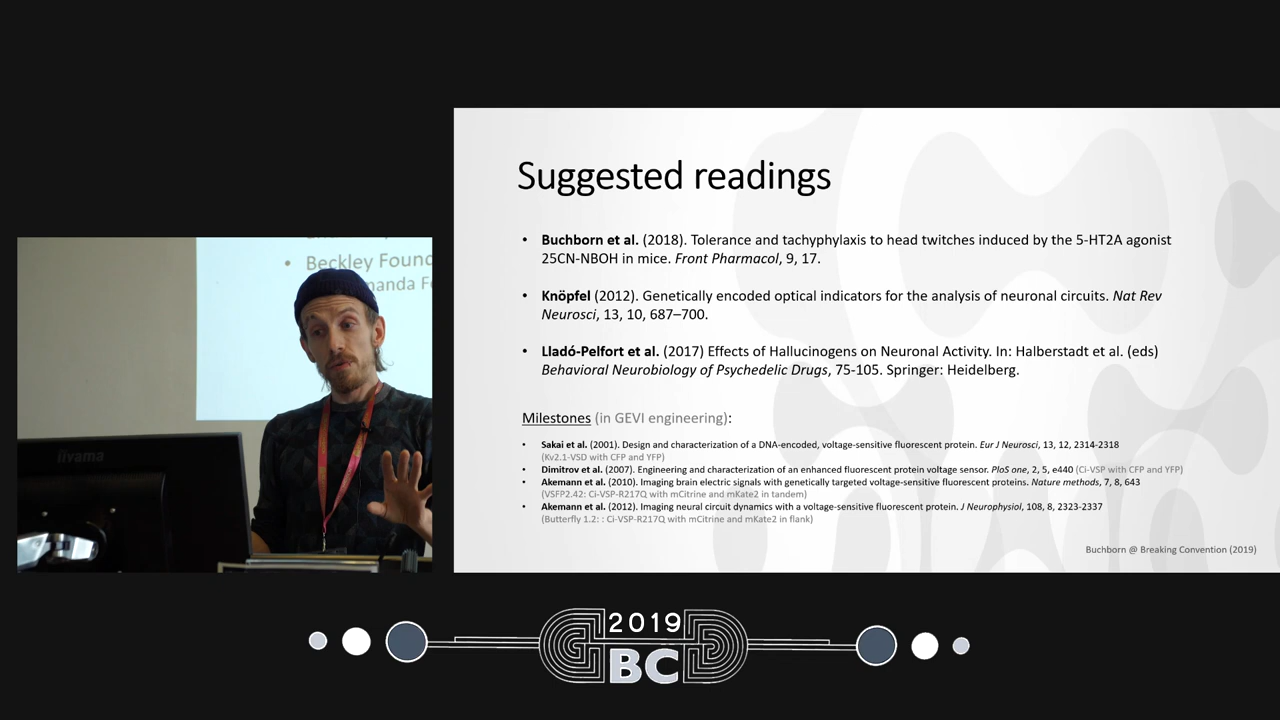 Beckley Found
manda F
iiyama
Suggested readings
• Buchborn et al. (2018). Tolerance and tachyphylaxis to head twitches induced by the 5-HT2A agonist
25CN-NBOH in mice. Front Pharmacol, 9, 17.
• Knöpfel (2012). Genetically encoded optical indicators for the analysis of neuronal circuits. Nat Rev
Neurosci, 13, 10, 687–700.
• Lladó-Pelfort et al. (2017) Effects of Hallucinogens on Neuronal Activity. In: Halberstadt et al. (eds)
Behavioral Neurobiology of Psychedelic Drugs, 75-105. Springer: Heidelberg.
Milestones (in GEVI engineering):
• Sakai et al. (2001). Design and characterization of a DNA-encoded, voltage-sensitive fluorescent protein. Eur J Neurosci, 13, 12, 2314-2318
(Kv2.1-VSD with CFP and YFP)
• Dimitrov et al. (2007). Engineering and characterization of an enhanced fluorescent protein voltage sensor. PloS one, 2, 5, e440 (Ci-VSP with CFP and YFP)
• Akemann et al. (2010). Imaging brain electric signals with genetically targeted voltage-sensitive fluorescent proteins. Nature methods, 7, 8, 643
(VSFP2.42: Ci-VSP-R217Q with mCitrine and mKate2 in tandem)
• Akemann et al. (2012). Imaging neural circuit dynamics with a voltage-sensitive fluorescent protein. J Neurophysiol, 108, 8, 2323-2337
(Butterfly 1.2: : Ci-VSP-R217Q with mCitrine and mKate2 in flank)
Buchborn @ Breaking Convention (2019)
2019
BC